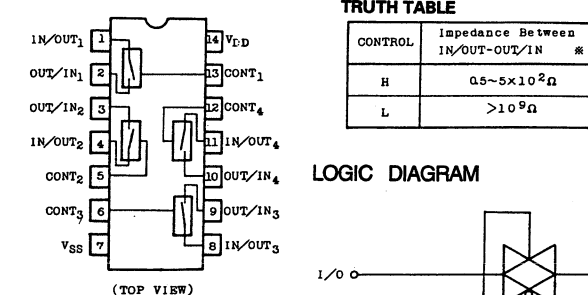 TRUTH TABLE
CONTROL
Impedance Between
IN/OUT-OUT/IN ※
H
0.5~5×10²Ω
L
>10⁹Ω
IN/OUT₁ 1
OUT/IN₁ 2
OUT/IN₂ 3
IN/OUT₂ 4
CONT₂ 5
CONT₃ 6
VSS 7
14 VDD
13 CONT₁
12 CONT₄
11 IN/OUT₄
10 OUT/IN₄
9 OUT/IN₃
8 IN/OUT₃
(TOP VIEW)
LOGIC DIAGRAM
I/O